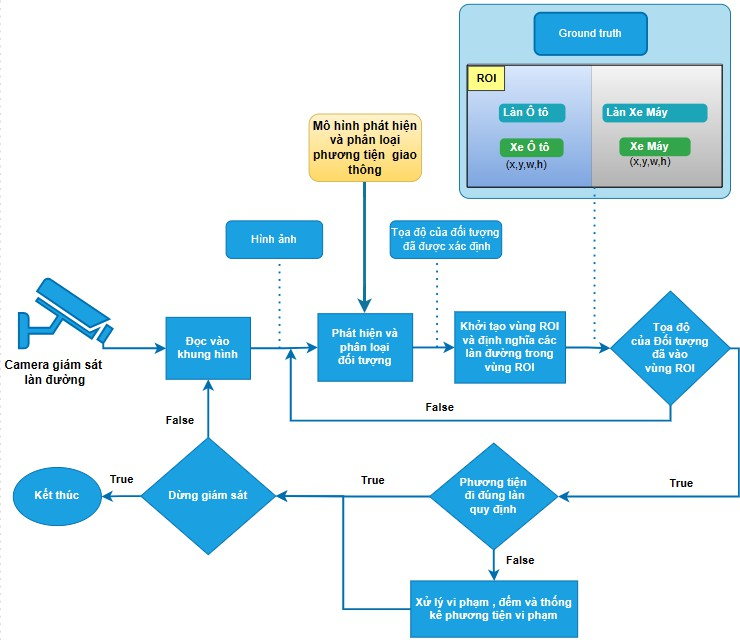 Ground truth
ROI
Làn Ô tô
Làn Xe Máy
Xe Ô tô
Xe Máy
(x,y,w,h)
(x,y,w,h)
Mô hình phát hiện
và phân loại
phương tiện giao
thông
Hình ảnh
Tọa độ của đối tượng
đã được xác định
Camera giám sát
làn đường
Đọc vào
khung hình
Phát hiện và
phân loại
đối tượng
Khởi tạo vùng ROI
và định nghĩa các
làn đường trong
vùng ROI
Tọa độ
của Đối tượng
đã vào
vùng ROI
False
False
True
Kết thúc
True
Dừng giám sát
True
Phương tiện
đi đúng làn
quy định
False
Xử lý vi phạm , đếm và thống
kê phương tiện vi phạm